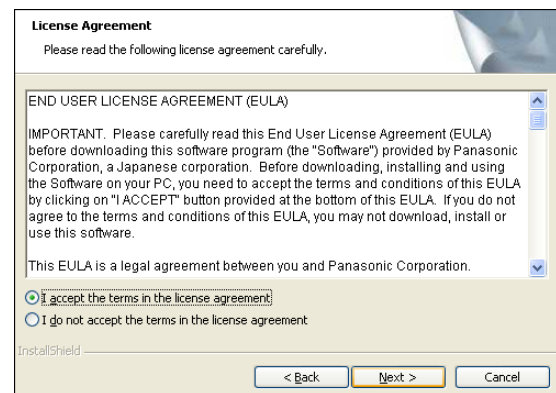 License Agreement
Please read the following license agreement carefully.
END USER LICENSE AGREEMENT (EULA)
IMPORTANT.  Please carefully read this End User License Agreement (EULA)
before downloading this software program (the "Software") provided by Panasonic
Corporation, a Japanese corporation.  Before downloading, installing and using
the Software on your PC, you need to accept the terms and conditions of this EULA
by clicking on "I ACCEPT" button provided at the bottom of this EULA.  If you do not
agree to the terms and conditions of this EULA, you may not download, install or
use this software.
This EULA is a legal agreement between you and Panasonic Corporation.
I accept the terms in the license agreement
I do not accept the terms in the license agreement
InstallShield
< Back Next > Cancel